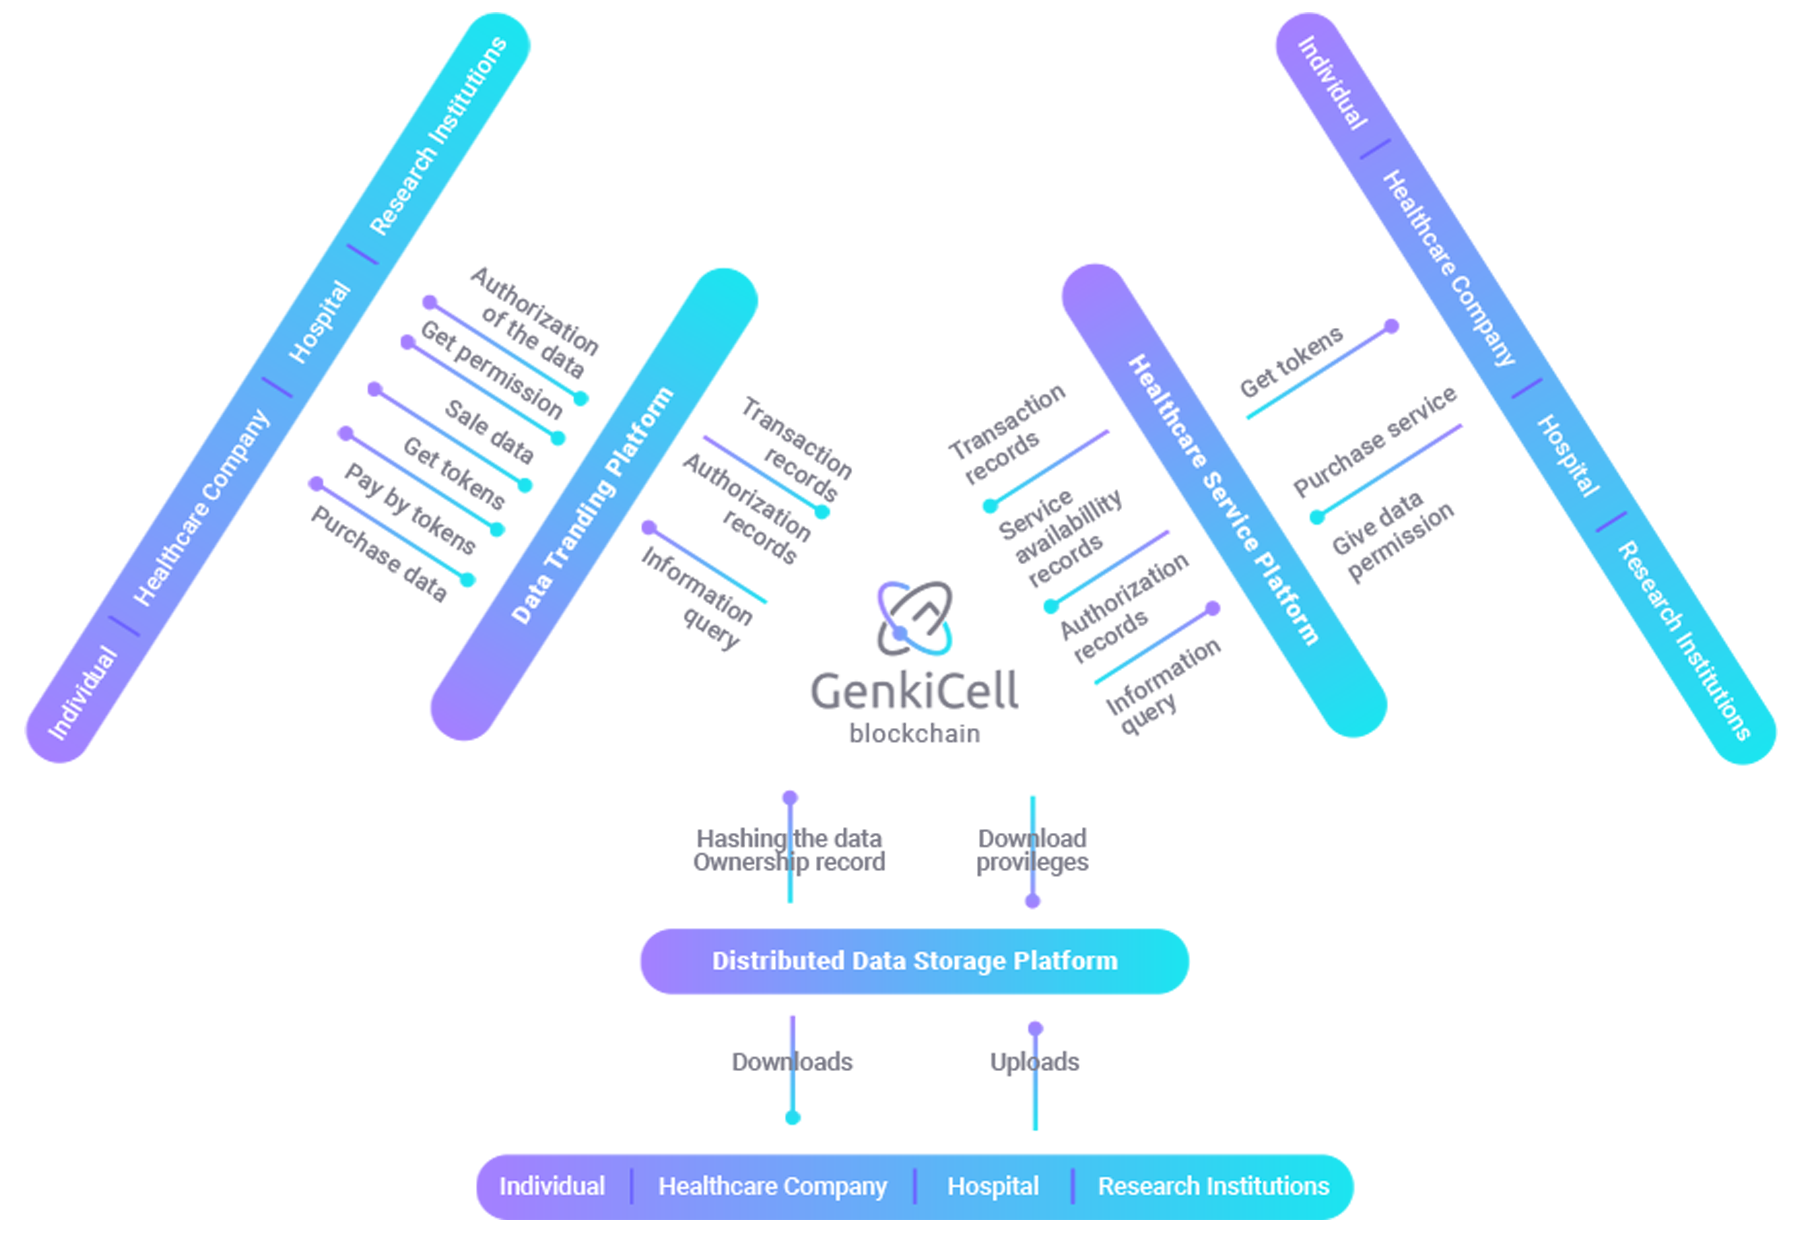 Research Institutions
Hospital
Healthcare Company
Individual
Authorization
of the data
Get permission
Sale data
Get tokens
Pay by tokens
Purchase data
Data Tranding Platform
Transaction
records
Authorization
records
Information
query
GenkiCell
blockchain
Transaction
records
Service
availabillity
records
Authorization
records
Information
query
Healthcare Service Platform
Get tokens
Purchase service
Give data
permission
Individual
Healthcare Company
Hospital
Research Institutions
Hashing the data
Ownership record
Download
provileges
Distributed Data Storage Platform
Downloads
Uploads
Individual
Healthcare Company
Hospital
Research Institutions